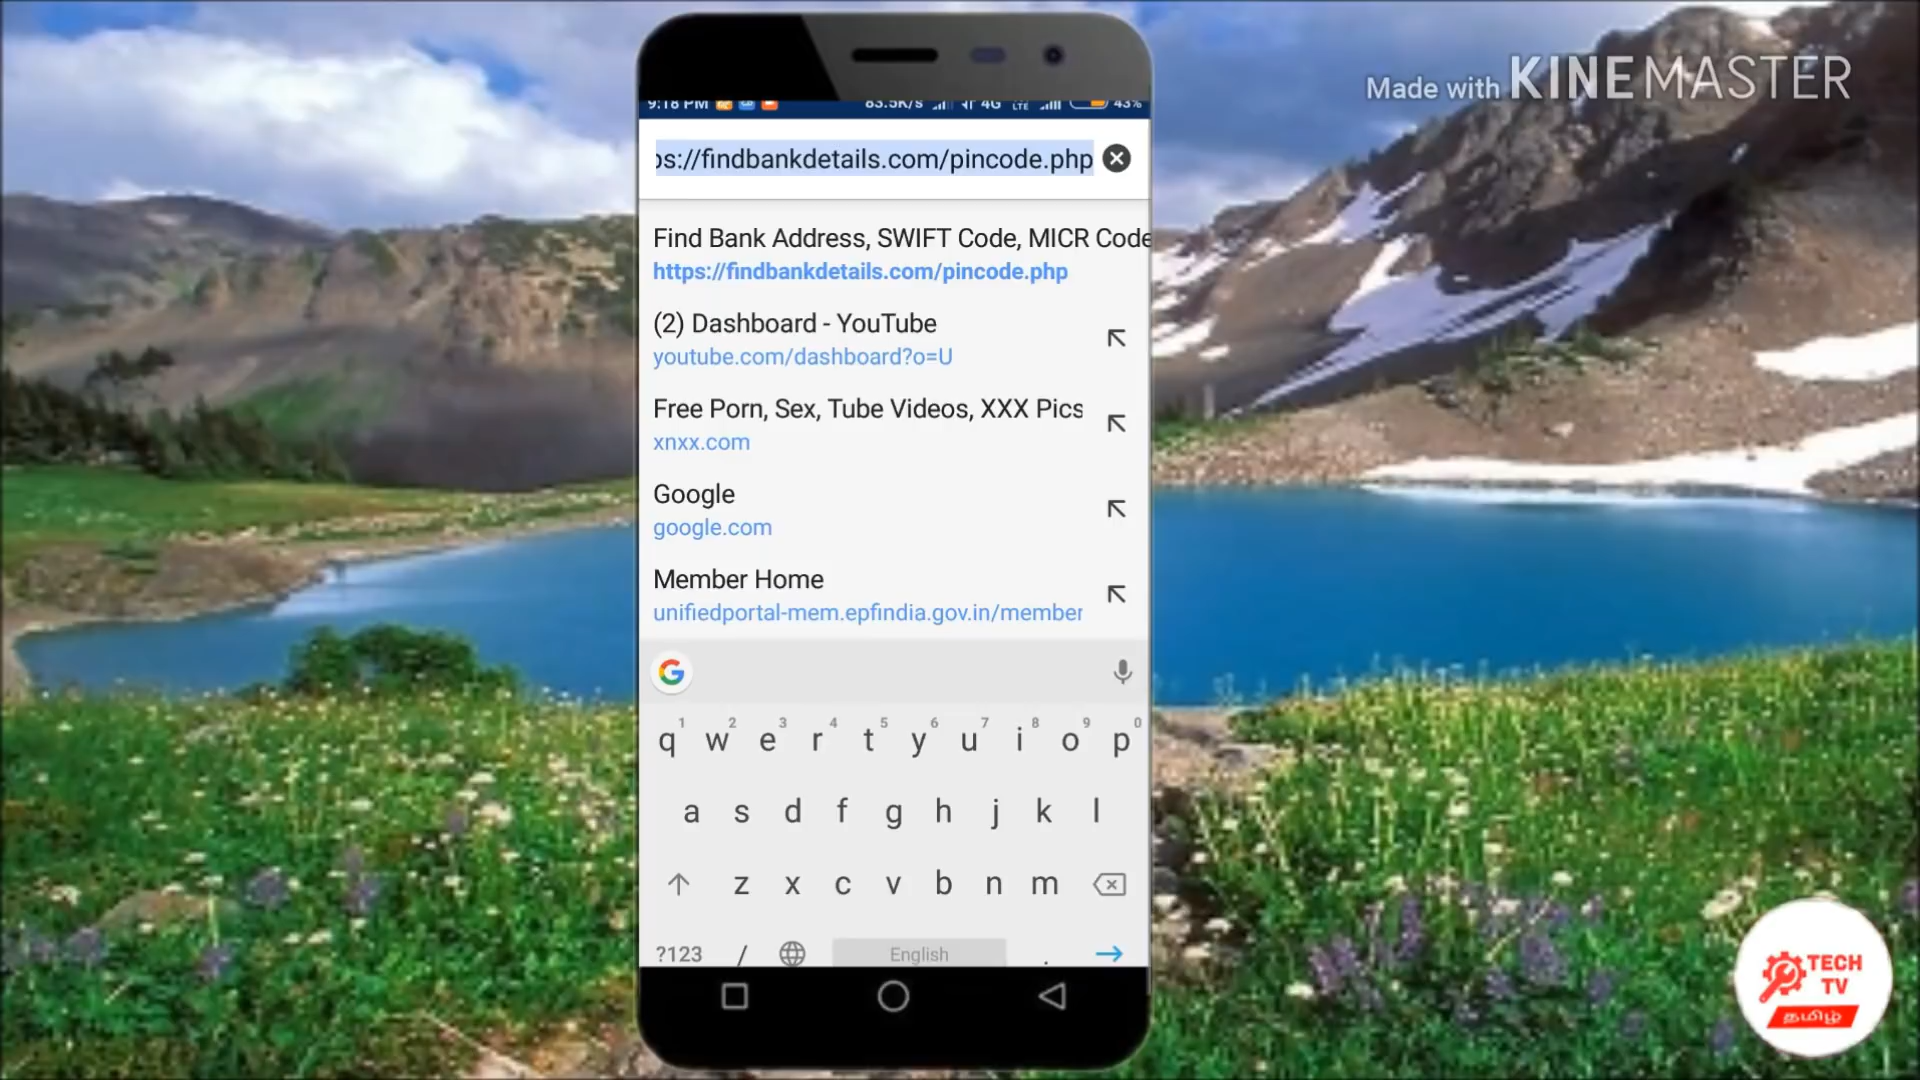 Made with KINEMASTER
9:18 PM 83.5K/s 4G LTE 43%
ps://findbankdetails.com/pincode.php
Find Bank Address, SWIFT Code, MICR Code
https://findbankdetails.com/pincode.php
(2) Dashboard - YouTube
youtube.com/dashboard?o=U
Free Porn, Sex, Tube Videos, XXX Pics
xnxx.com
Google
google.com
Member Home
unifiedportal-mem.epfindia.gov.in/member
G
1 2 3 4 5 6 7 8 9 0
q w e r t y u i o p
a s d f g h j k l
z x c v b n m
?123 / English .
TECH
TV
தமிழ்